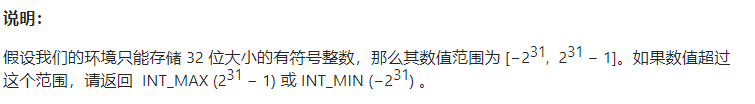 说明：
假设我们的环境只能存储 32 位大小的有符号整数，那么其数值范围为 [−2³¹, 2³¹ − 1]。如果数值超过
这个范围，请返回  INT_MAX (2³¹ − 1) 或 INT_MIN (−2³¹) 。